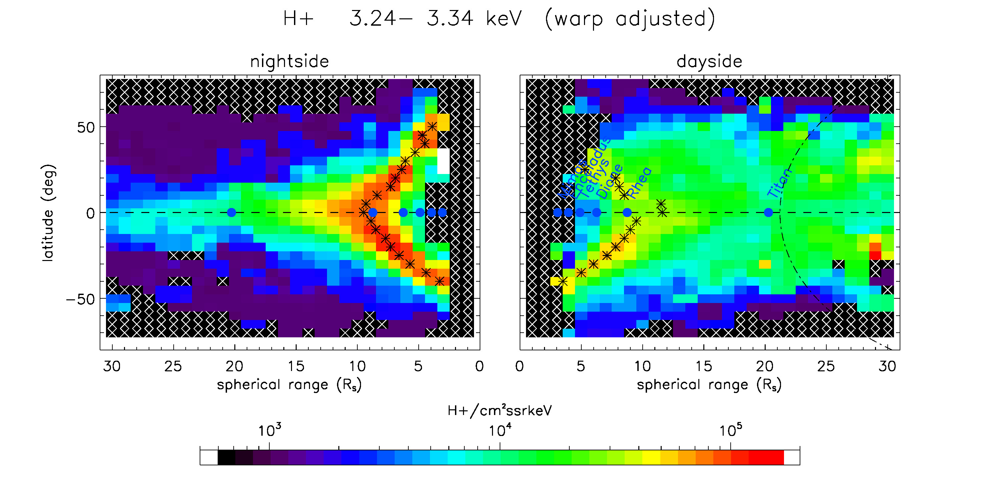 H+ 3.24− 3.34 keV (warp adjusted)
nightside
dayside
latitude (deg)
50
0
−50
Mimas
Enceladus
Tethys
Dione
Rhea
Titan
30 25 20 15 10 5 0
0 5 10 15 20 25 30
spherical range (Rs)
spherical range (Rs)
H+/cm²ssrkeV
10³ 10⁴ 10⁵